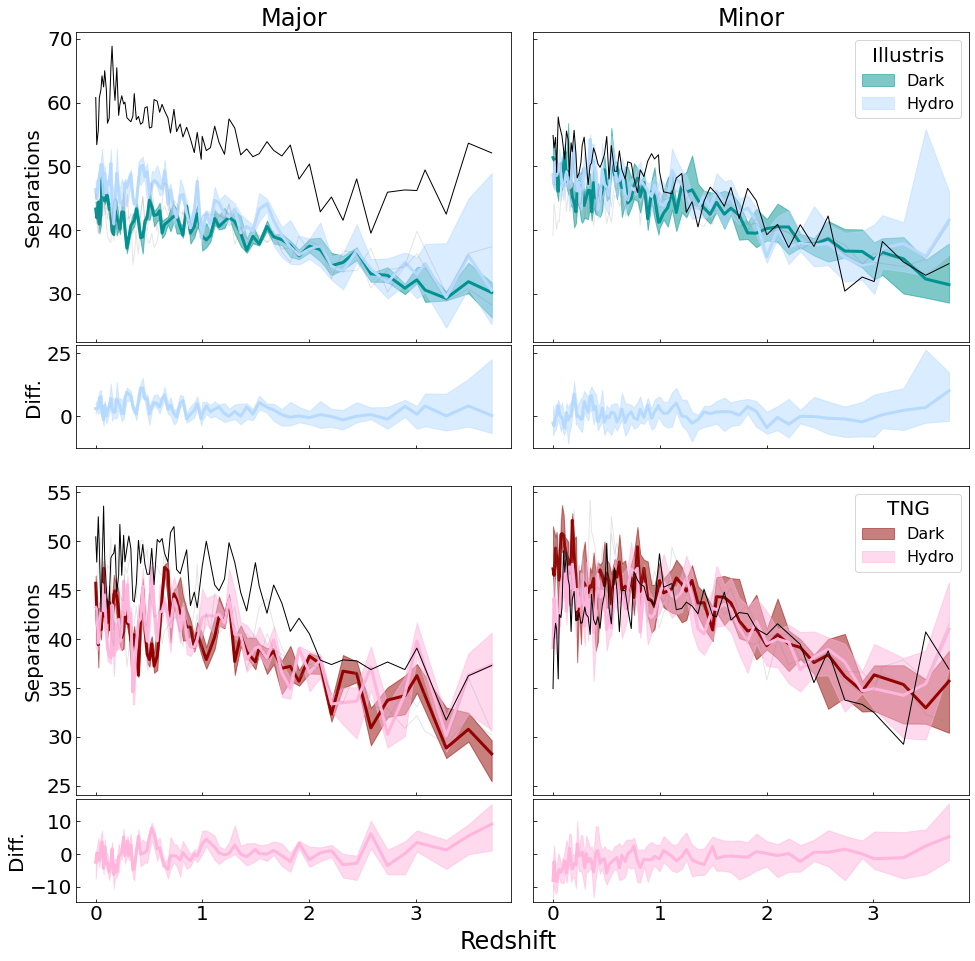 Major Minor
70
60
50
40
30
Separations
Illustris
Dark
Hydro
25
0
Diff.
55
50
45
40
35
30
25
Separations
TNG
Dark
Hydro
10
0
−10
Diff.
0 1 2 3 0 1 2 3
Redshift